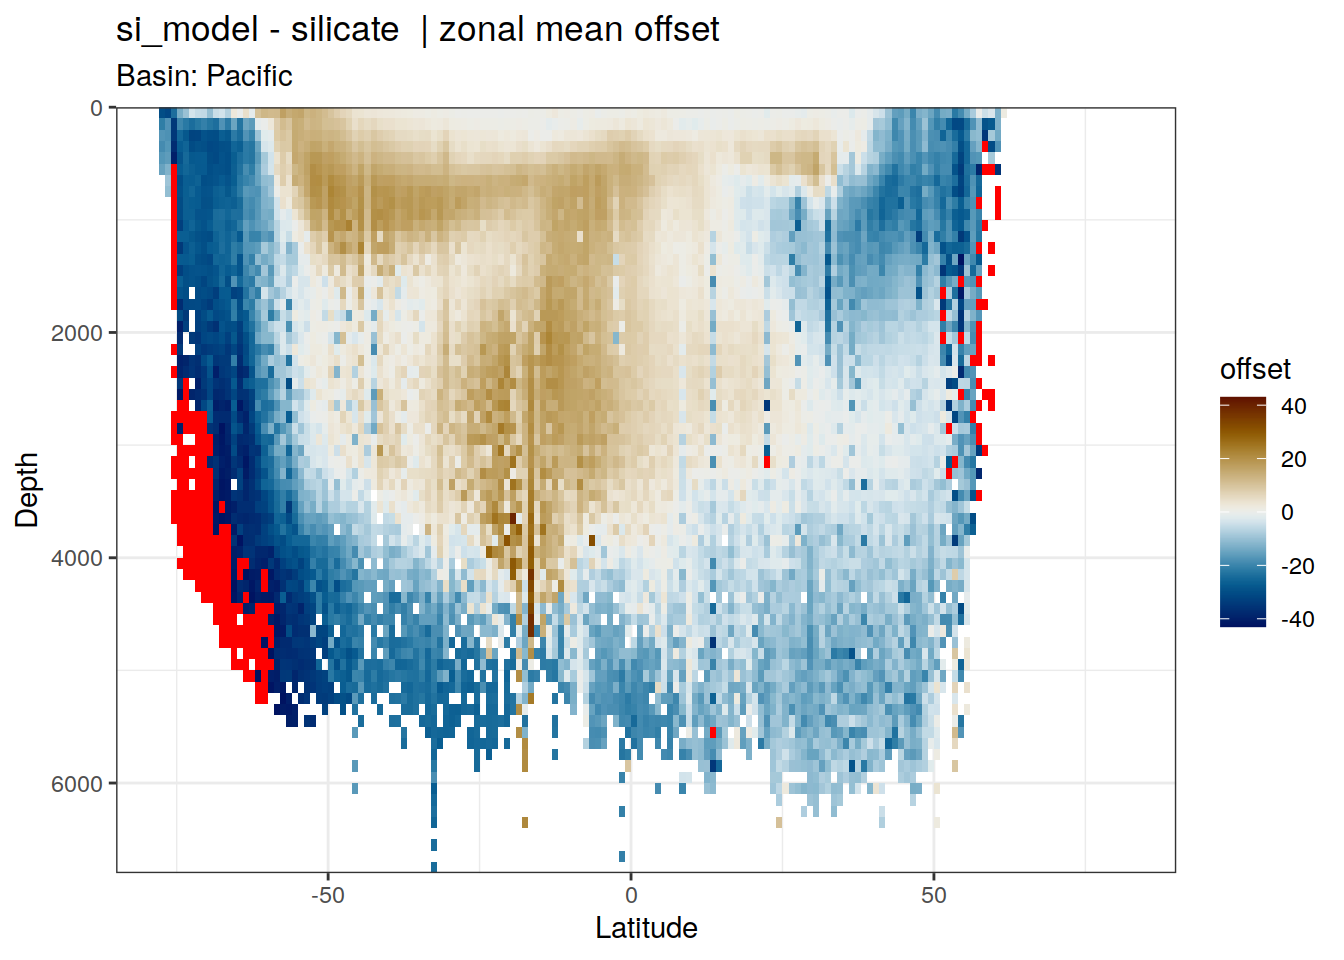 si_model - silicate  | zonal mean offset
Basin: Pacific
0
2000
4000
6000
Depth
-50
0
50
Latitude
offset
40
20
0
-20
-40